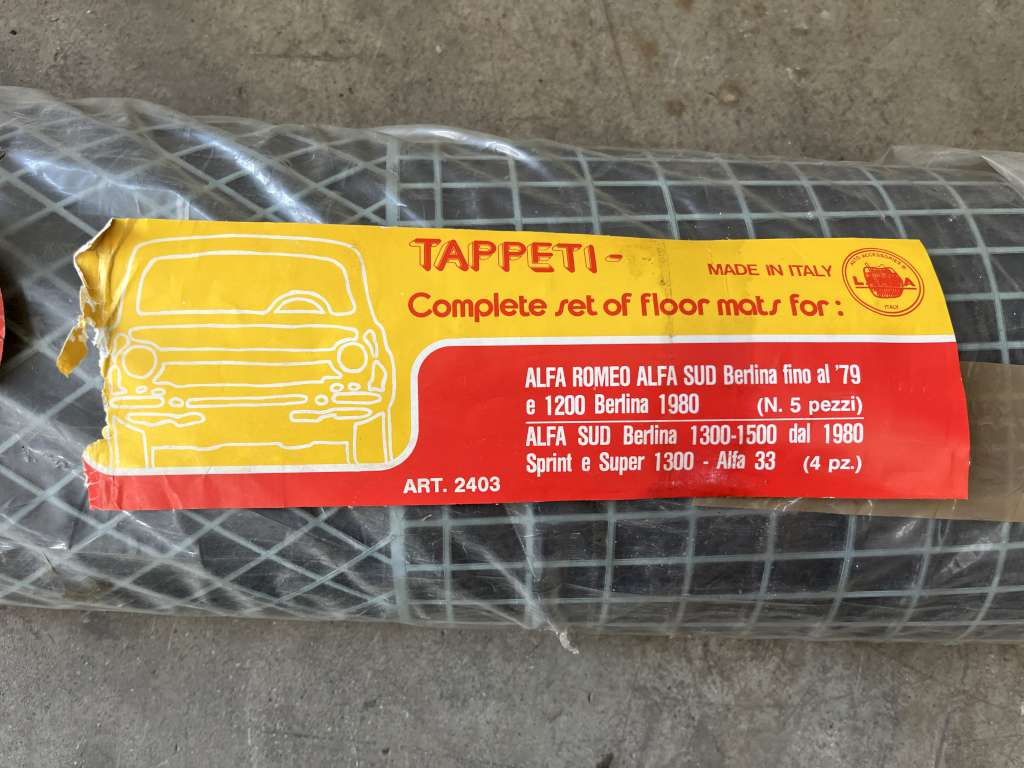 TAPPETI -
MADE IN ITALY
Complete set of floor mats for :
ITALY
ALFA ROMEO ALFA SUD Berlina fino al '79
e 1200 Berlina 1980 (N. 5 pezzi)
ALFA SUD Berlina 1300-1500 dal 1980
Sprint e Super 1300 - Alfa 33 (4 pz.)
ART. 2403